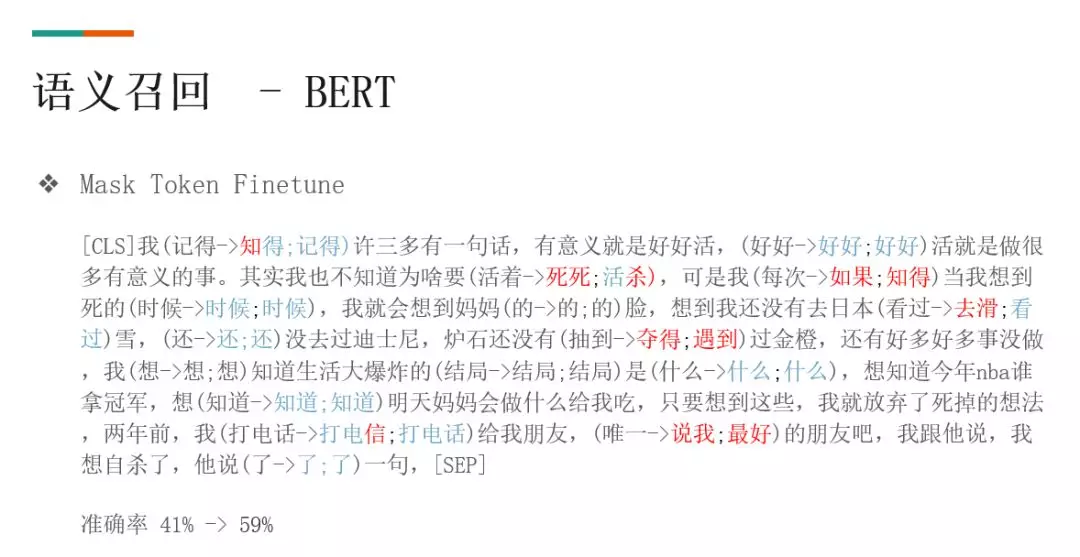 语义召回 - BERT
❖ Mask Token Finetune
[CLS]我(记得->知得;记得)许三多有一句话，有意义就是好好活，(好好->好好;好好)活就是做很
多有意义的事。其实我也不知道为啥要(活着->死死;活杀)，可是我(每次->如果;知得)当我想到
死的(时候->时候;时候)，我就会想到妈妈(的->的;的)脸，想到我还没有去日本(看过->去滑;看
过)雪，(还->还;还)没去过迪士尼，炉石还没有(抽到->夺得;遇到)过金橙，还有好多好多事没做
，我(想->想;想)知道生活大爆炸的(结局->结局;结局)是(什么->什么;什么)，想知道今年nba谁
拿冠军，想(知道->知道;知道)明天妈妈会做什么给我吃，只要想到这些，我就放弃了死掉的想法
，两年前，我(打电话->打电信;打电话)给我朋友，(唯一->说我;最好)的朋友吧，我跟他说，我
想自杀了，他说(了->了;了)一句，[SEP]
准确率 41% -> 59%